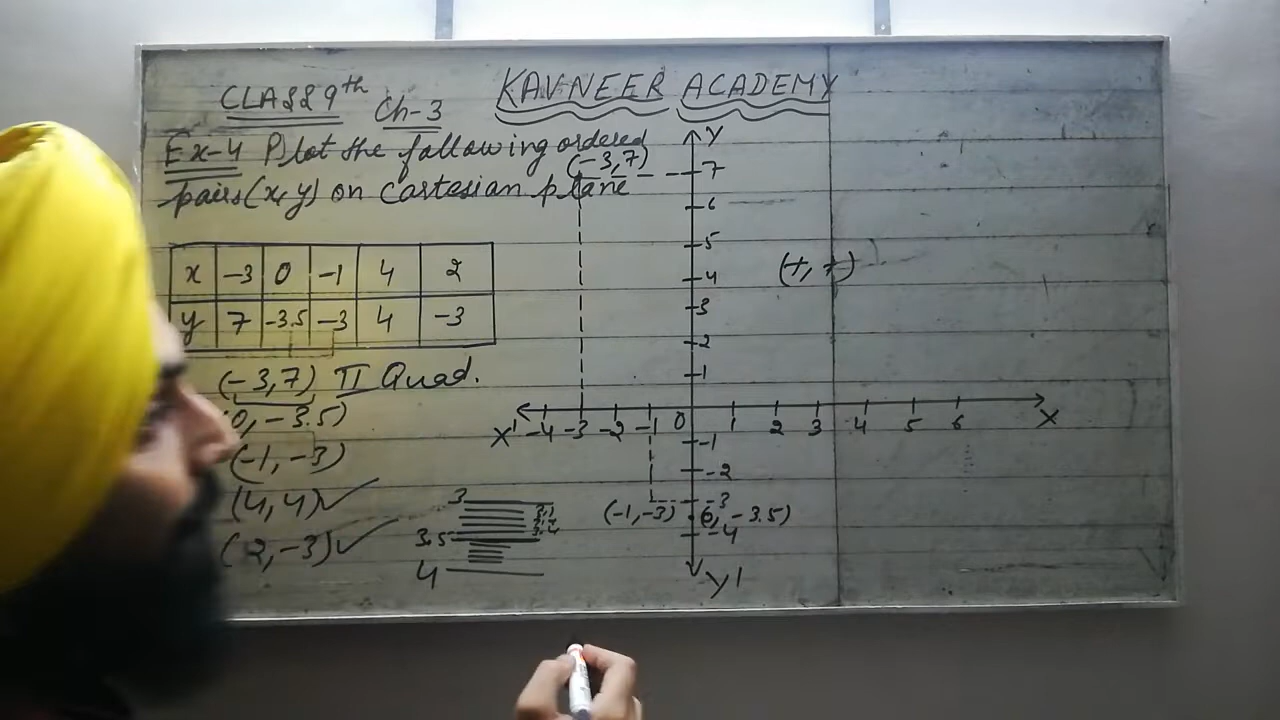 CLASS 9th Ch-3
KAVNEER ACADEMY
Ex-4 Plot the following ordered
pairs (x, y) on Cartesian plane
x -3 0 -1 4 2
y 7 -3.5 -3 4 -3
(-3,7) II Quad.
(0, -3.5)
(-1, -3)
(4, 4) ✓
(2, -3) ✓
3
3.5
4
Y
(-3,7)
7
6
5
4
3
2
1
(+, +)
X' -4 -3 -2 -1 0 1 2 3 4 5 6 X
-1
-2
-3
(-1,-3) (0, -3.5)
-4
Y'